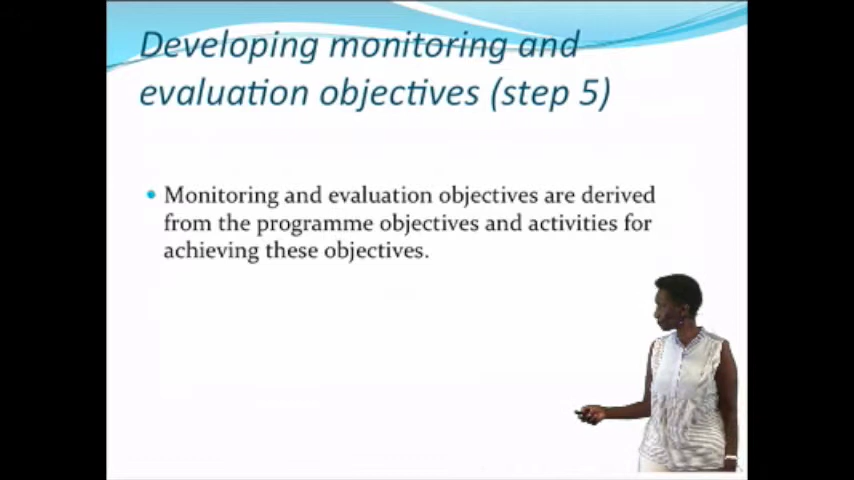 Developing monitoring and
evaluation objectives (step 5)
• Monitoring and evaluation objectives are derived
from the programme objectives and activities for
achieving these objectives.